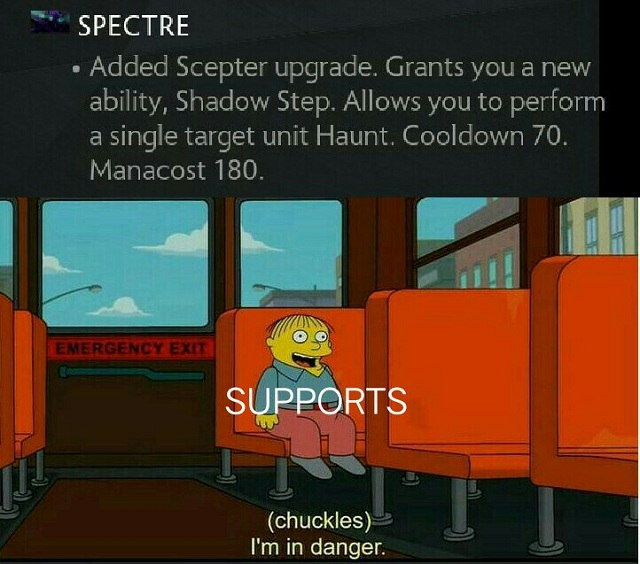 SPECTRE
• Added Scepter upgrade. Grants you a new
ability, Shadow Step. Allows you to perform
a single target unit Haunt. Cooldown 70.
Manacost 180.
EMERGENCY EXIT
SUPPORTS
(chuckles)
I'm in danger.